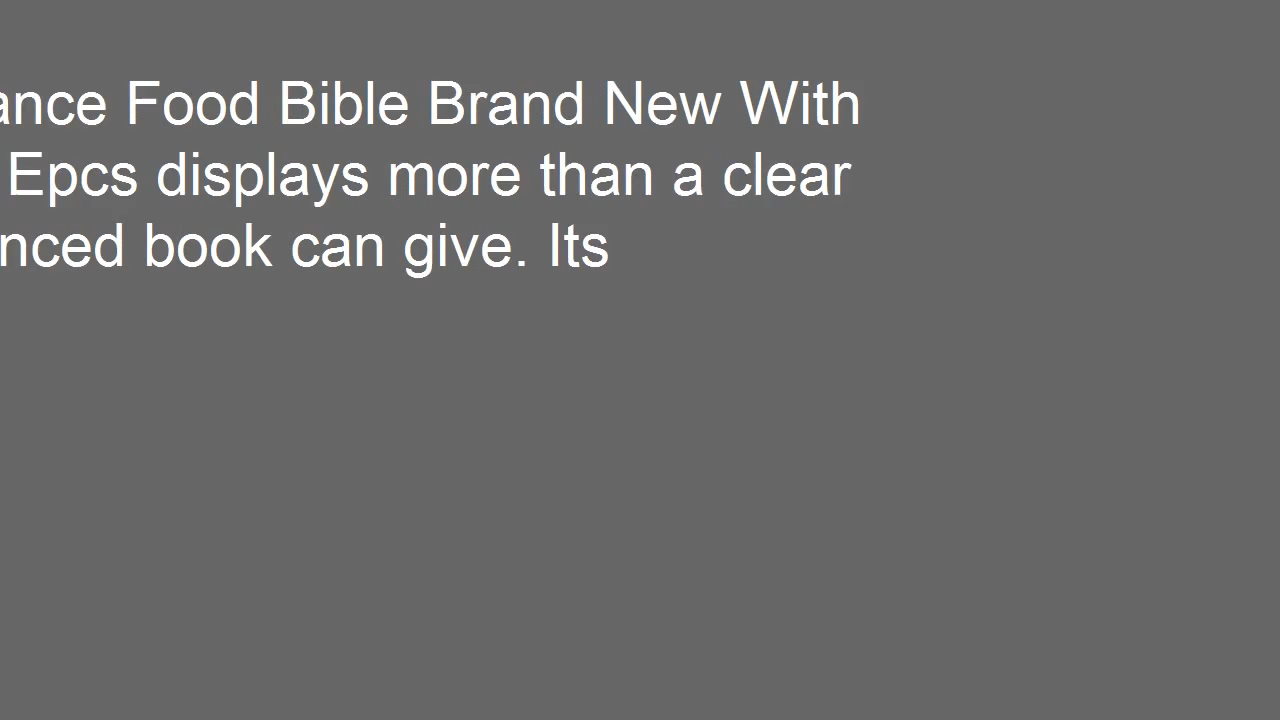 ance Food Bible Brand New With
Epcs displays more than a clear
nced book can give. Its